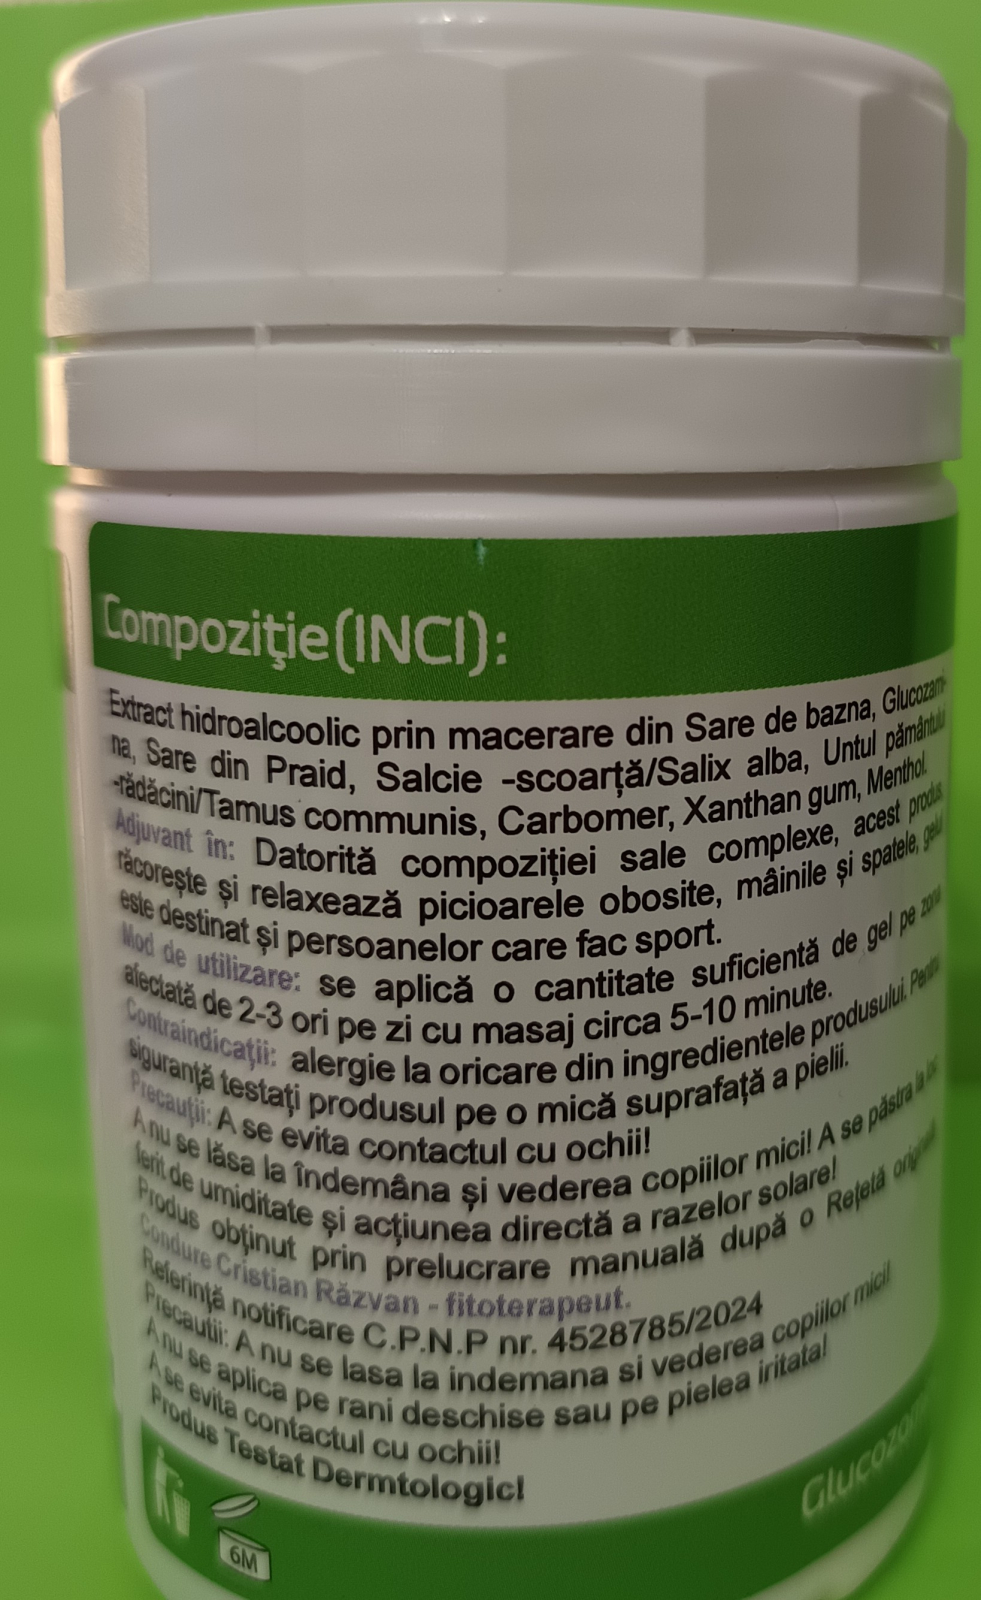 Compoziţie(INCI):
Extract hidroalcoolic prin macerare din Sare de bazna, Glucozami-
na, Sare din Praid, Salcie -scoarță/Salix alba, Untul pământului
-rădăcini/Tamus communis, Carbomer, Xanthan gum, Menthol.
Adjuvant în: Datorită compoziției sale complexe, acest produs,
răcorește și relaxează picioarele obosite, mâinile și spatele, gelul
este destinat și persoanelor care fac sport.
Mod de utilizare: se aplică o cantitate suficientă de gel pe zona
afectată de 2-3 ori pe zi cu masaj circa 5-10 minute.
Contraindicații: alergie la oricare din ingredientele produsului. Pentru
siguranță testați produsul pe o mică suprafață a pielii.
Precauții: A se evita contactul cu ochii!
A nu se lăsa la îndemâna și vederea copiilor mici! A se păstra la loc
ferit de umiditate și acțiunea directă a razelor solare!
Produs obținut prin prelucrare manuală după o Rețetă
Condure Cristian Răzvan - fitoterapeut.
Referință notificare C.P.N.P nr. 4528785/2024
Precautii: A nu se lasa la indemana si vederea copiilor mici!
A nu se aplica pe rani deschise sau pe pielea iritata!
A se evita contactul cu ochii!
Produs Testat Dermtologic!
6M